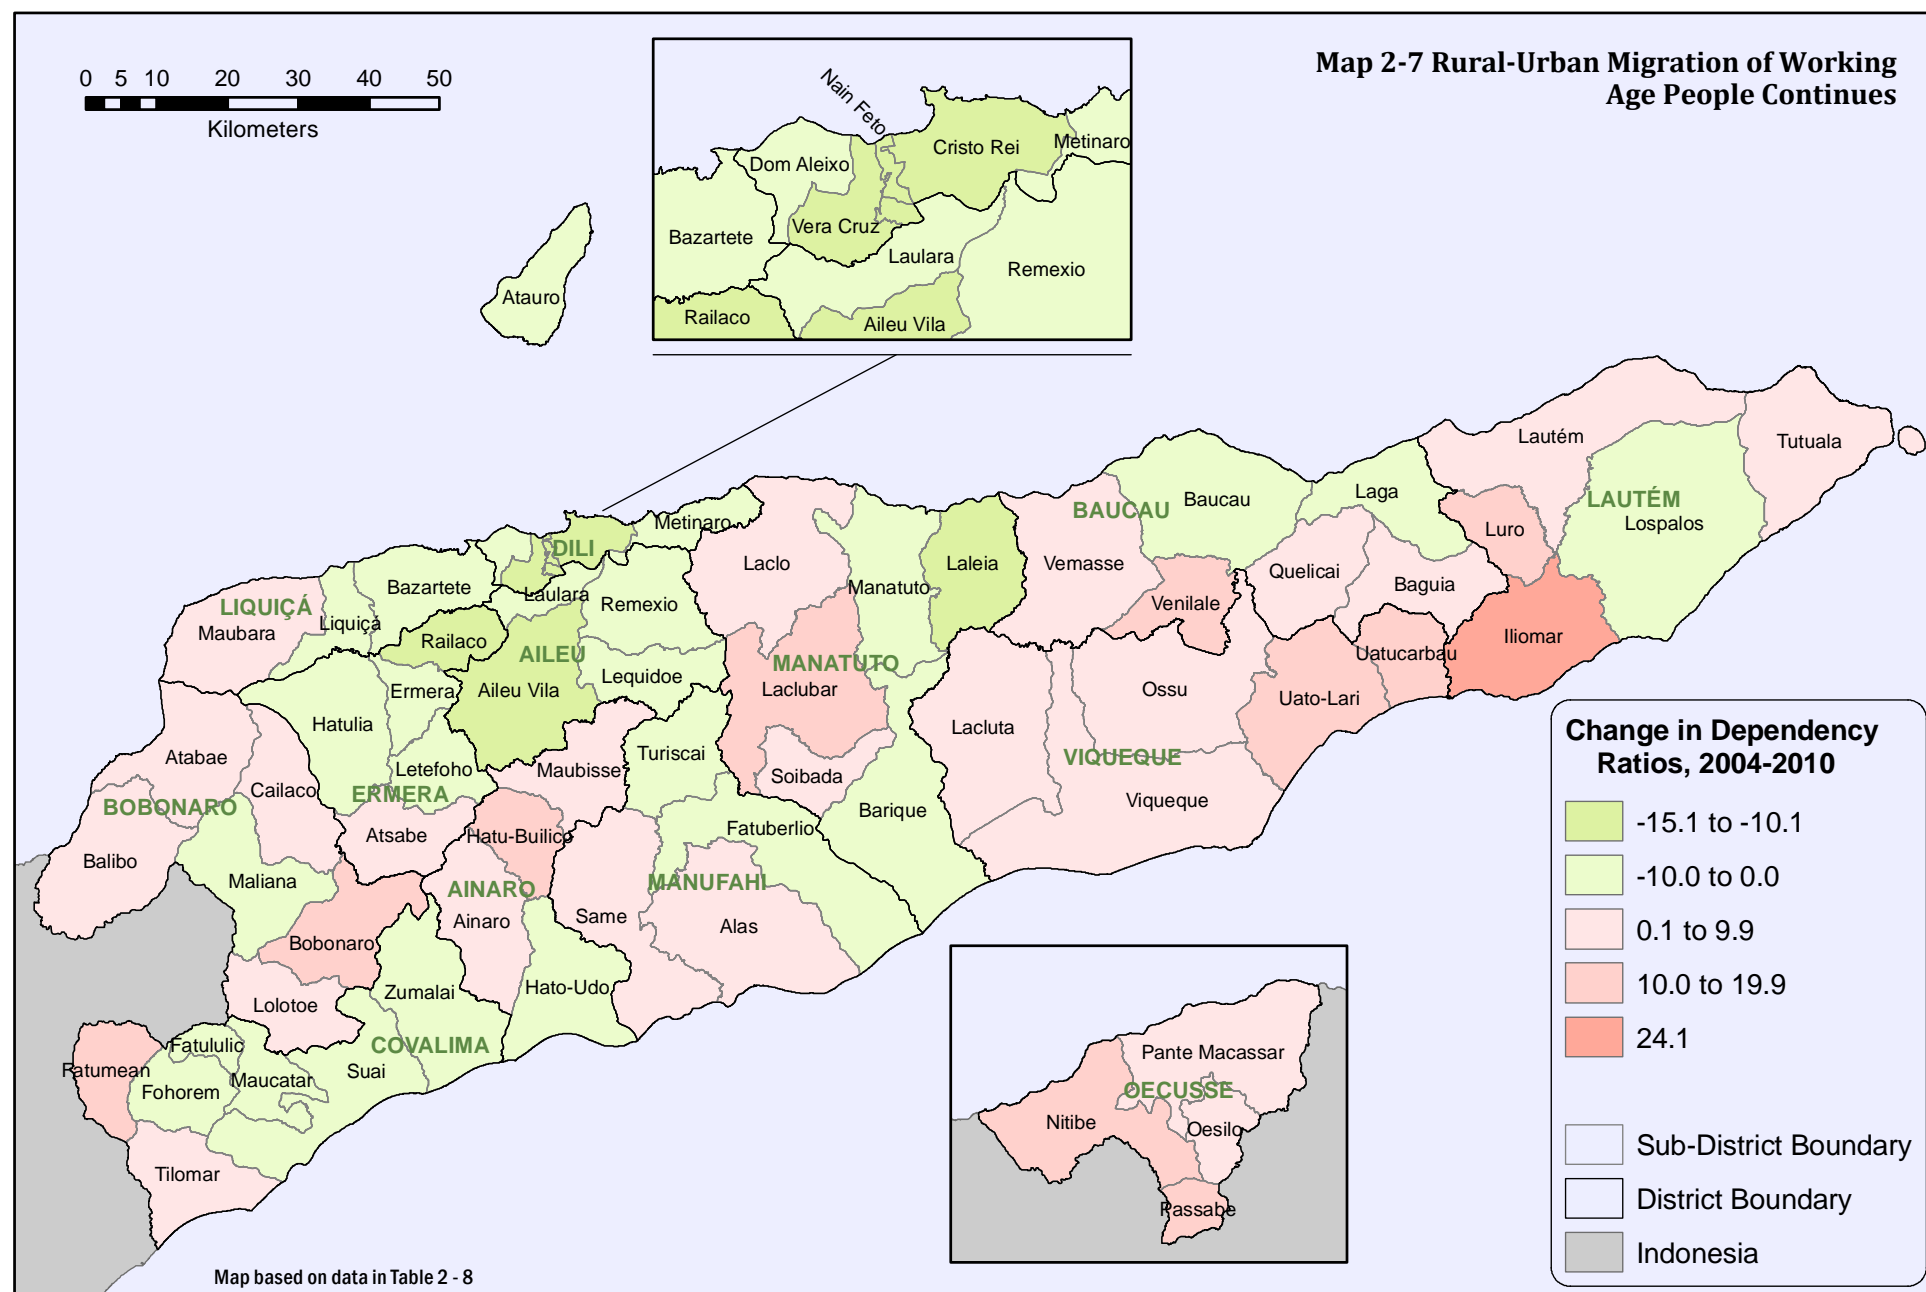 Map 2-7 Rural-Urban Migration of Working
Age People Continues
0 5 10 20 30 40 50
Kilometers
Nain Feto
Cristo Rei
Metinaro
Dom Aleixo
Vera Cruz
Bazartete
Laulara
Remexio
Railaco
Aileu Vila
Atauro
Lautém
Tutuala
LAUTÉM
Lospalos
Luro
Iliomar
BAUCAU
Baucau
Laga
Vemasse
Venilale
Quelicai
Baguia
Uatucarbau
Uato-Lari
Ossu
Lacluta
VIQUEQUE
Viqueque
Metinaro
DILI
Laclo
Manatuto
Laleia
MANATUTO
Laclubar
Soibada
Barique
Bazartete
Laulara
Remexio
LIQUIÇÁ
Maubara
Liquiçá
Railaco
AILEU
Aileu Vila
Lequidoe
Ermera
Hatulia
Letefoho
ERMERA
Atsabe
Maubisse
Turiscai
Fatuberlio
Hatu-Builico
Atabae
Cailaco
BOBONARO
Balibo
Maliana
Bobonaro
Lolotoe
AINARO
Ainaro
MANUFAHI
Same
Alas
Hato-Udo
Zumalai
COVALIMA
Suai
Fatululic
Fatumean
Fohorem
Maucatar
Tilomar
Pante Macassar
OECUSSE
Nitibe
Oesilo
Passabe
Change in Dependency
Ratios, 2004-2010
-15.1 to -10.1
-10.0 to 0.0
0.1 to 9.9
10.0 to 19.9
24.1
Sub-District Boundary
District Boundary
Indonesia
Map based on data in Table 2 - 8